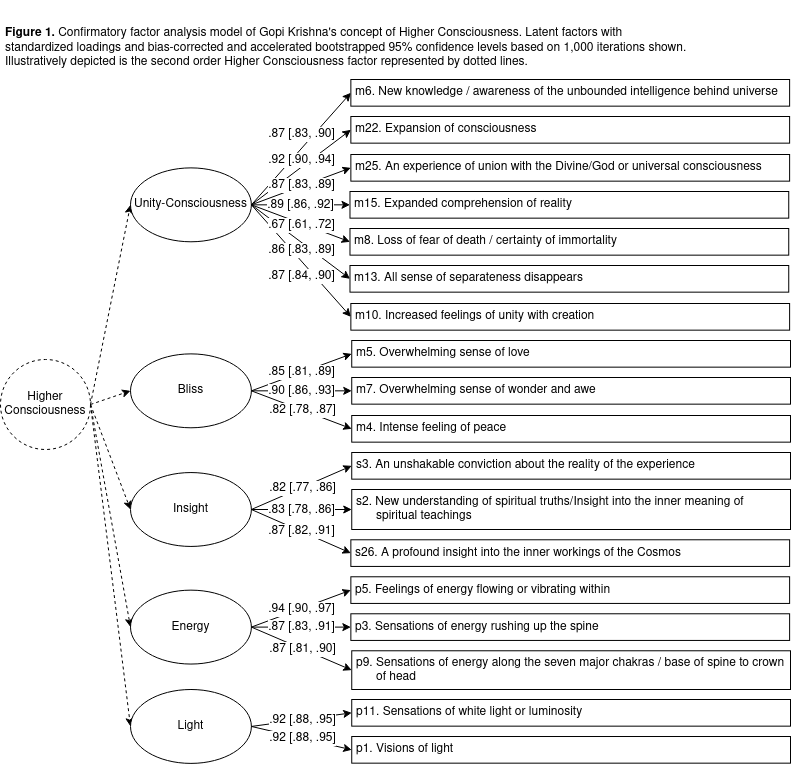 Figure 1. Confirmatory factor analysis model of Gopi Krishna's concept of Higher Consciousness. Latent factors with
standardized loadings and bias-corrected and accelerated bootstrapped 95% confidence levels based on 1,000 iterations shown.
Illustratively depicted is the second order Higher Consciousness factor represented by dotted lines.
Higher
Consciousness
Unity-Consciousness
.87 [.83, .90]
m6. New knowledge / awareness of the unbounded intelligence behind universe
.92 [.90, .94]
m22. Expansion of consciousness
.87 [.83, .89]
m25. An experience of union with the Divine/God or universal consciousness
.89 [.86, .92]
m15. Expanded comprehension of reality
.67 [.61, .72]
m8. Loss of fear of death / certainty of immortality
.86 [.83, .89]
m13. All sense of separateness disappears
.87 [.84, .90]
m10. Increased feelings of unity with creation
Bliss
.85 [.81, .89]
m5. Overwhelming sense of love
.90 [.86, .93]
m7. Overwhelming sense of wonder and awe
.82 [.78, .87]
m4. Intense feeling of peace
Insight
.82 [.77, .86]
s3. An unshakable conviction about the reality of the experience
.83 [.78, .86]
s2. New understanding of spiritual truths/Insight into the inner meaning of
spiritual teachings
.87 [.82, .91]
s26. A profound insight into the inner workings of the Cosmos
Energy
.94 [.90, .97]
p5. Feelings of energy flowing or vibrating within
.87 [.83, .91]
p3. Sensations of energy rushing up the spine
.87 [.81, .90]
p9. Sensations of energy along the seven major chakras / base of spine to crown
of head
Light
.92 [.88, .95]
p11. Sensations of white light or luminosity
.92 [.88, .95]
p1. Visions of light